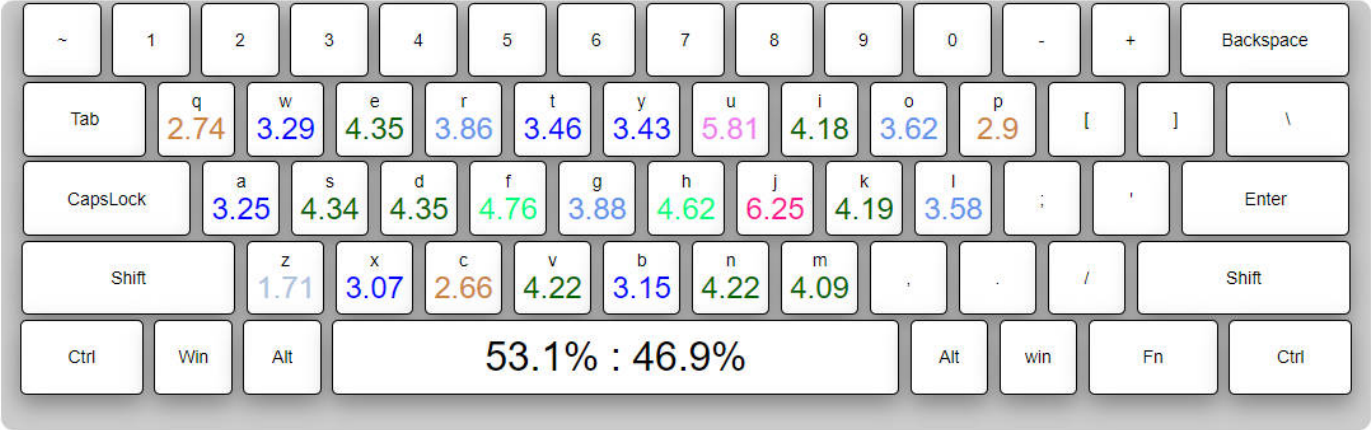 ~ 1 2 3 4 5 6 7 8 9 0 - + Backspace
Tab q w e r t y u i o p [ ] \
2.74 3.29 4.35 3.86 3.46 3.43 5.81 4.18 3.62 2.9
CapsLock a s d f g h j k l ; ' Enter
3.25 4.34 4.35 4.76 3.88 4.62 6.25 4.19 3.58
Shift z x c v b n m , . / Shift
1.71 3.07 2.66 4.22 3.15 4.22 4.09
Ctrl Win Alt 53.1% : 46.9% Alt win Fn Ctrl